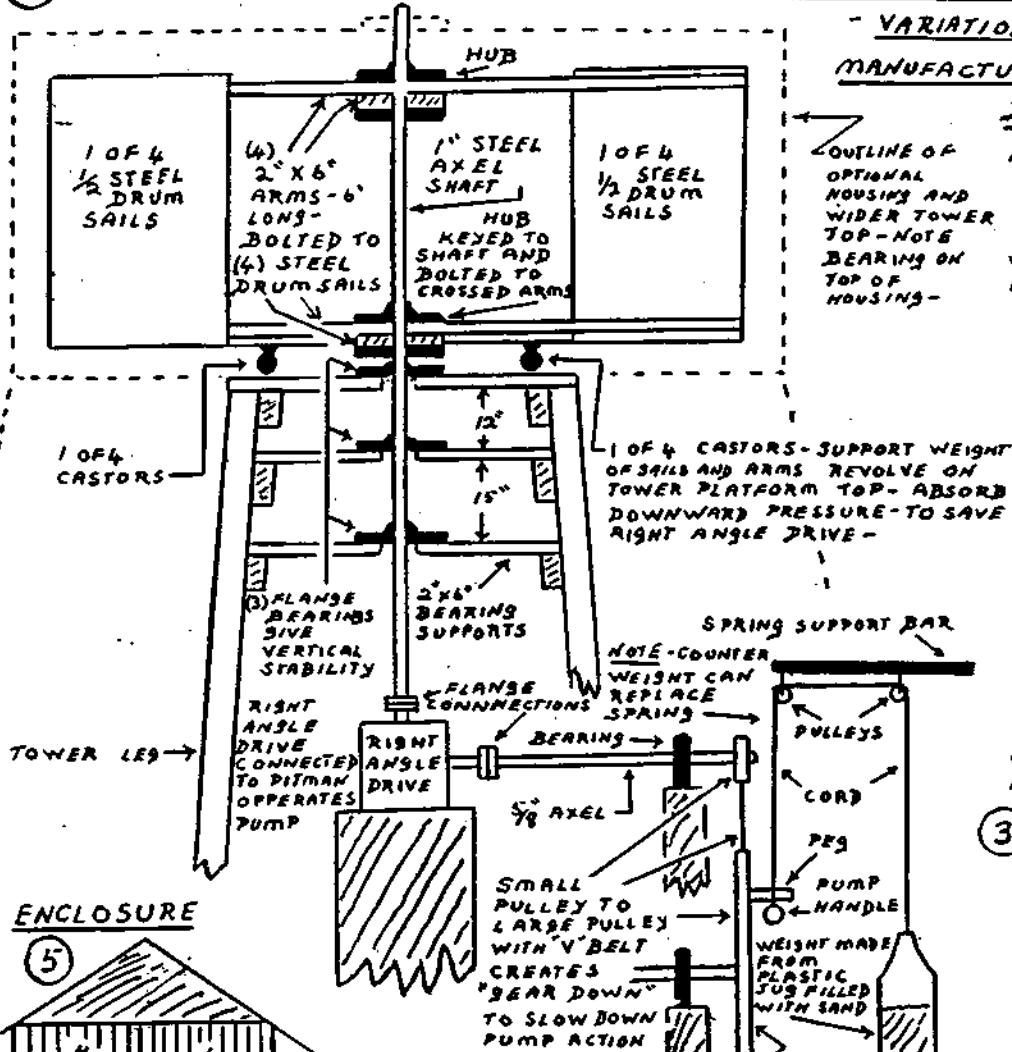 - VARIATIO
MANUFACTU
HUB
1 OF 4
1/2 STEEL
DRUM
SAILS
(4)
2" X 6"
ARMS - 6'
LONG -
BOLTED TO
(4) STEEL
DRUM SAILS
1" STEEL
AXEL
SHAFT
HUB
KEYED TO
SHAFT AND
BOLTED TO
CROSSED ARMS
1 OF 4
1/2 STEEL
DRUM
SAILS
OUTLINE OF
OPTIONAL
HOUSING AND
WIDER TOWER
TOP - NOTE
BEARING ON
TOP OF
HOUSING -
1 OF 4
CASTORS
12"
15"
1 OF 4 CASTORS - SUPPORT WEIGHT
OF SAILS AND ARMS REVOLVE ON
TOWER PLATFORM TOP - ABSORB
DOWNWARD PRESSURE - TO SAVE
RIGHT ANGLE DRIVE -
(3) FLANGE
BEARINGS
GIVE
VERTICAL
STABILITY
2" X 6"
BEARING
SUPPORTS
SPRING SUPPORT BAR
NOTE - COUNTER
WEIGHT CAN
REPLACE
SPRING
PULLEYS
FLANGE
CONNNECTIONS
TOWER LEG
RIGHT
ANGLE
DRIVE
CONNECTED
TO PITMAN
OPPERATES
PUMP
RIGHT
ANGLE
DRIVE
BEARING
5/8" AXEL
CORD
3
PEG
PUMP
HANDLE
SMALL
PULLEY TO
LARGE PULLEY
WITH "V" BELT
CREATES
"GEAR DOWN"
TO SLOW DOWN
PUMP ACTION
WEIGHT MADE
FROM
PLASTIC
JUG FILLED
WITH SAND
ENCLOSURE
5